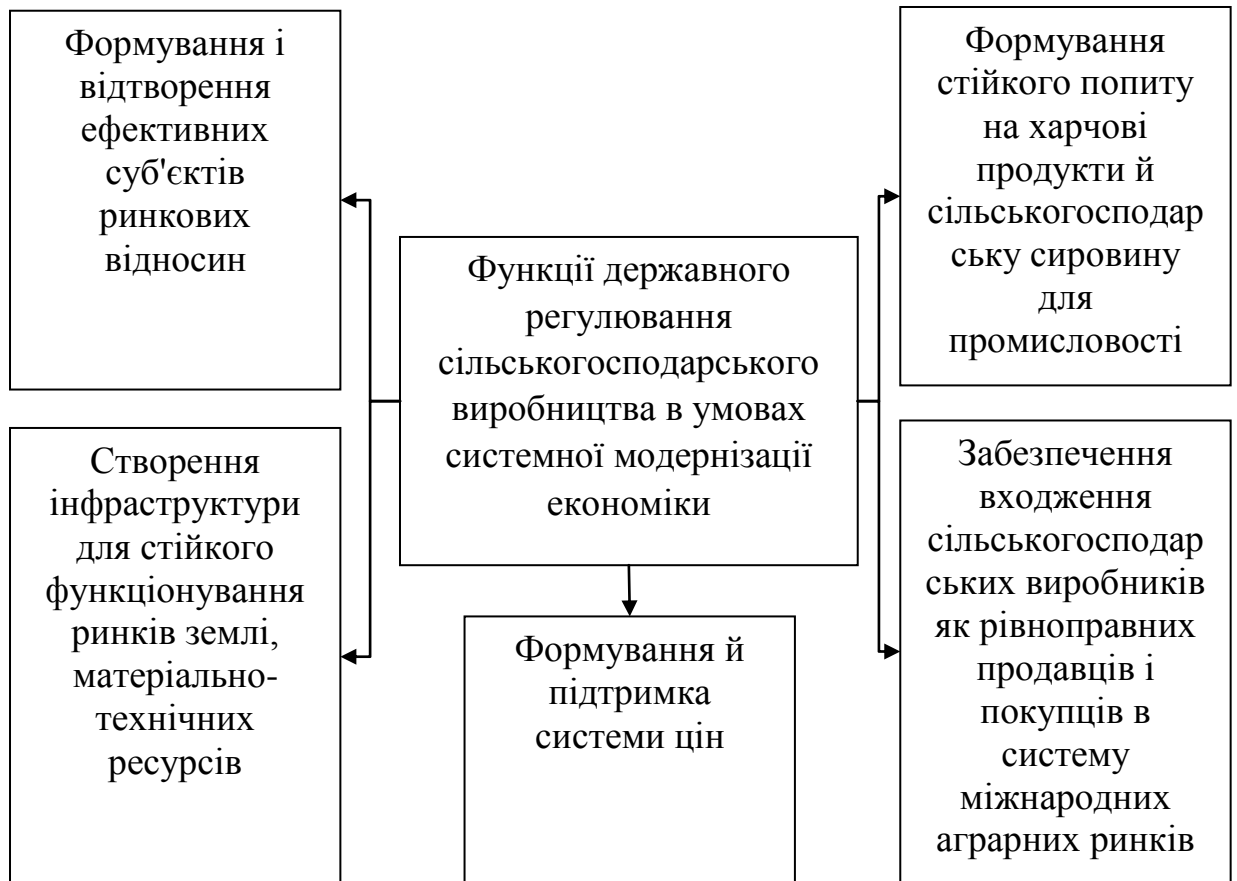 Формування і
відтворення
ефективних
суб'єктів
ринкових
відносин
Формування
стійкого попиту
на харчові
продукти й
сільськогосподар
ську сировину
для
промисловості
Функції державного
регулювання
сільськогосподарського
виробництва в умовах
системної модернізації
економіки
Створення
інфраструктури
для стійкого
функціонування
ринків землі,
матеріально-
технічних
ресурсів
Формування й
підтримка
системи цін
Забезпечення
входження
сільськогосподар
ських виробників
як рівноправних
продавців і
покупців в
систему
міжнародних
аграрних ринків